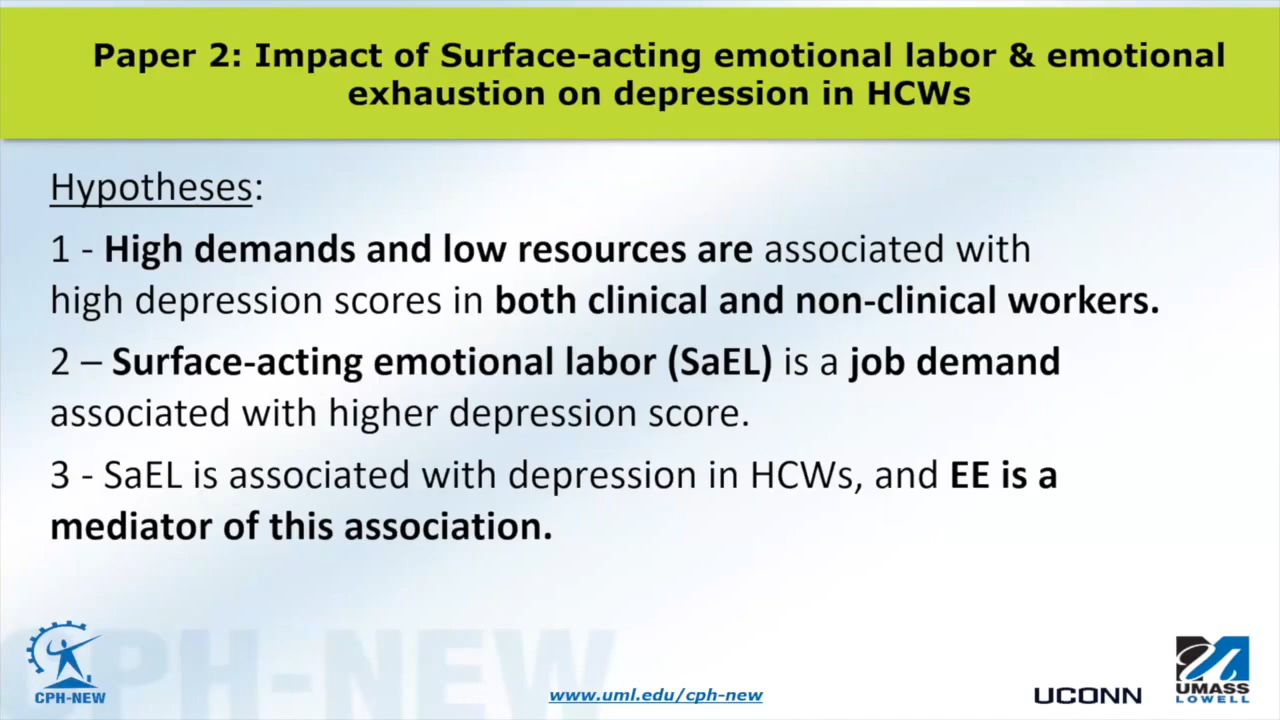 Paper 2: Impact of Surface-acting emotional labor & emotional
exhaustion on depression in HCWs
Hypotheses:
1 - High demands and low resources are associated with
high depression scores in both clinical and non-clinical workers.
2 – Surface-acting emotional labor (SaEL) is a job demand
associated with higher depression score.
3 - SaEL is associated with depression in HCWs, and EE is a
mediator of this association.
CPH-NEW
CPH-NEW
www.uml.edu/cph-new
UCONN
UMASS
LOWELL